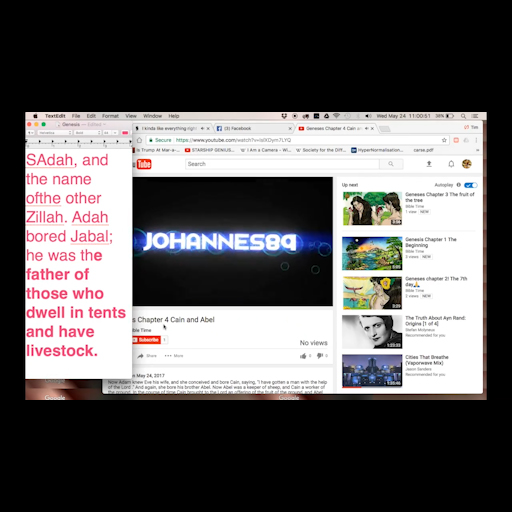 TextEdit File Edit Format View Window Help
Wed May 24 11:00:51
Genesis — Edited
I kinda like everything right
(3) Facebook
Genesis Chapter 4 Cain an
Tim
Secure
https://www.youtube.com/watch?v=
Is Trump At Mar-a-
STARSHIP GENIUS
I Am a Camera - Wi
Society for the Diff
HyperNormalisation
carse.pdf
SAdah, and
the name
ofthe other
Zillah. Adah
bored Jabal;
he was the
father of
those who
dwell in tents
and have
livestock.
Tube
Search
JOHANNES89
s Chapter 4 Cain and Abel
Bible Time
Subscribe
No views
Share
More
on May 24, 2017
Now Adam knew Eve his wife, and she conceived and bore Cain, saying, "I have gotten a man with the help
of the Lord." And again, she bore his brother Abel. Now Abel was a keeper of sheep, and Cain a worker of
the ground. In the course of time Cain brought to the Lord an offering of the fruit of the ground, and Abel
Up next
Autoplay
Geneses Chapter 3 The fruit of
the tree
Bible Time
1 view NEW
Genesis Chapter 1 The
Beginning
Bible Time
3 views NEW
Genesis chapter 2! The 7th
day
Bible Time
2 views NEW
The Truth About Ayn Rand:
Origins [1 of 4]
Stefan Molyneux
Recommended for you
Cities That Breathe
(Vaporwave Mix)
Jason Sanders
Recommended for you
Google
Google